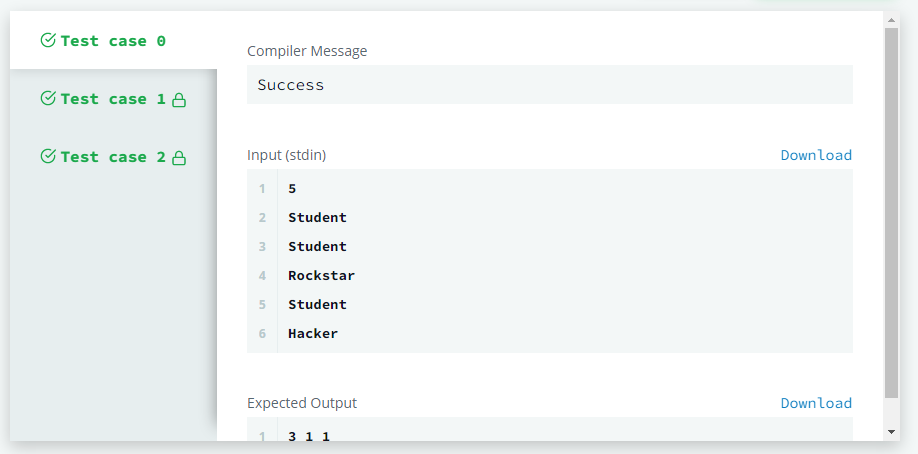 Test case 0
Test case 1
Test case 2
Compiler Message
Success
Input (stdin)
Download
1 5
2 Student
3 Student
4 Rockstar
5 Student
6 Hacker
Expected Output
Download
1 3 1 1